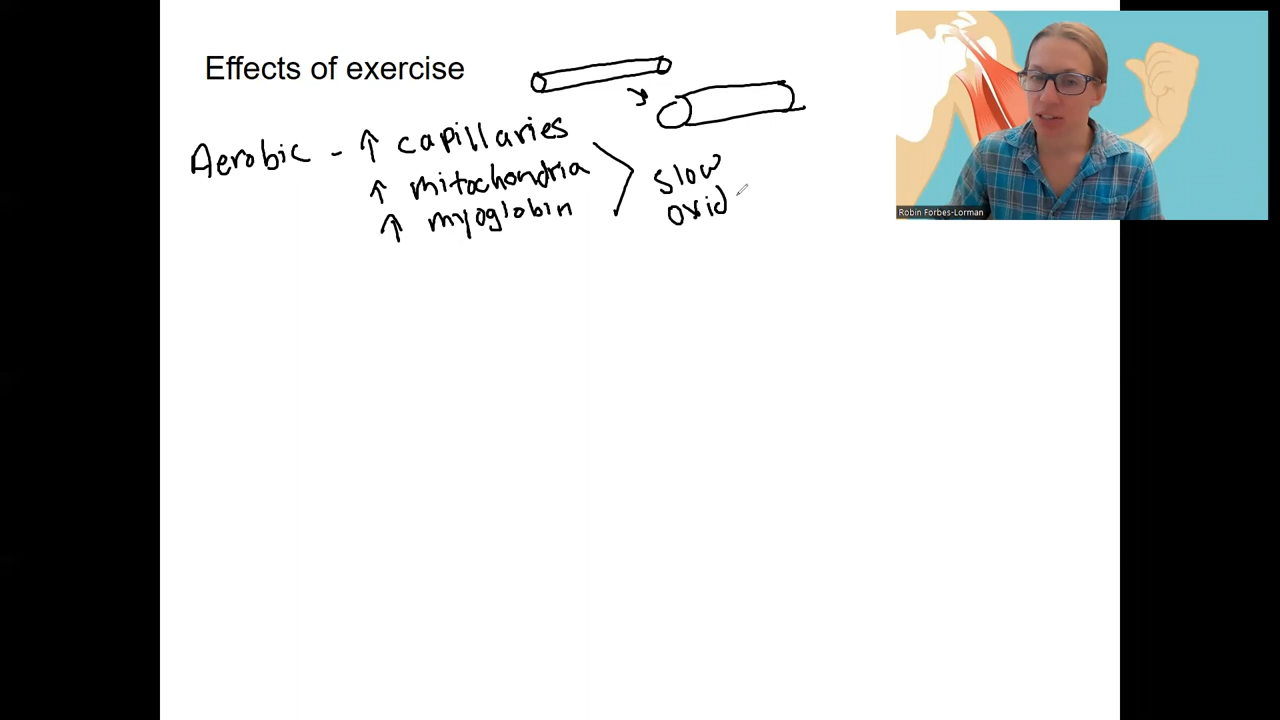 Effects of exercise
Aerobic - ↑ capillaries
↑ mitochondria
↑ myoglobin
slow
oxid
Robin Forbes-Lorman